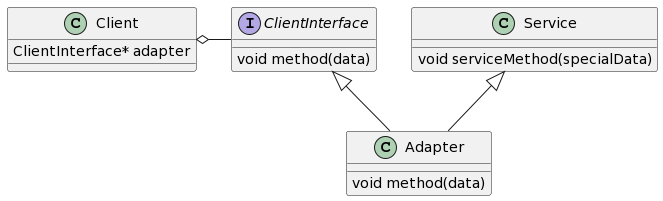 C Client
ClientInterface* adapter
I ClientInterface
void method(data)
C Service
void serviceMethod(specialData)
C Adapter
void method(data)